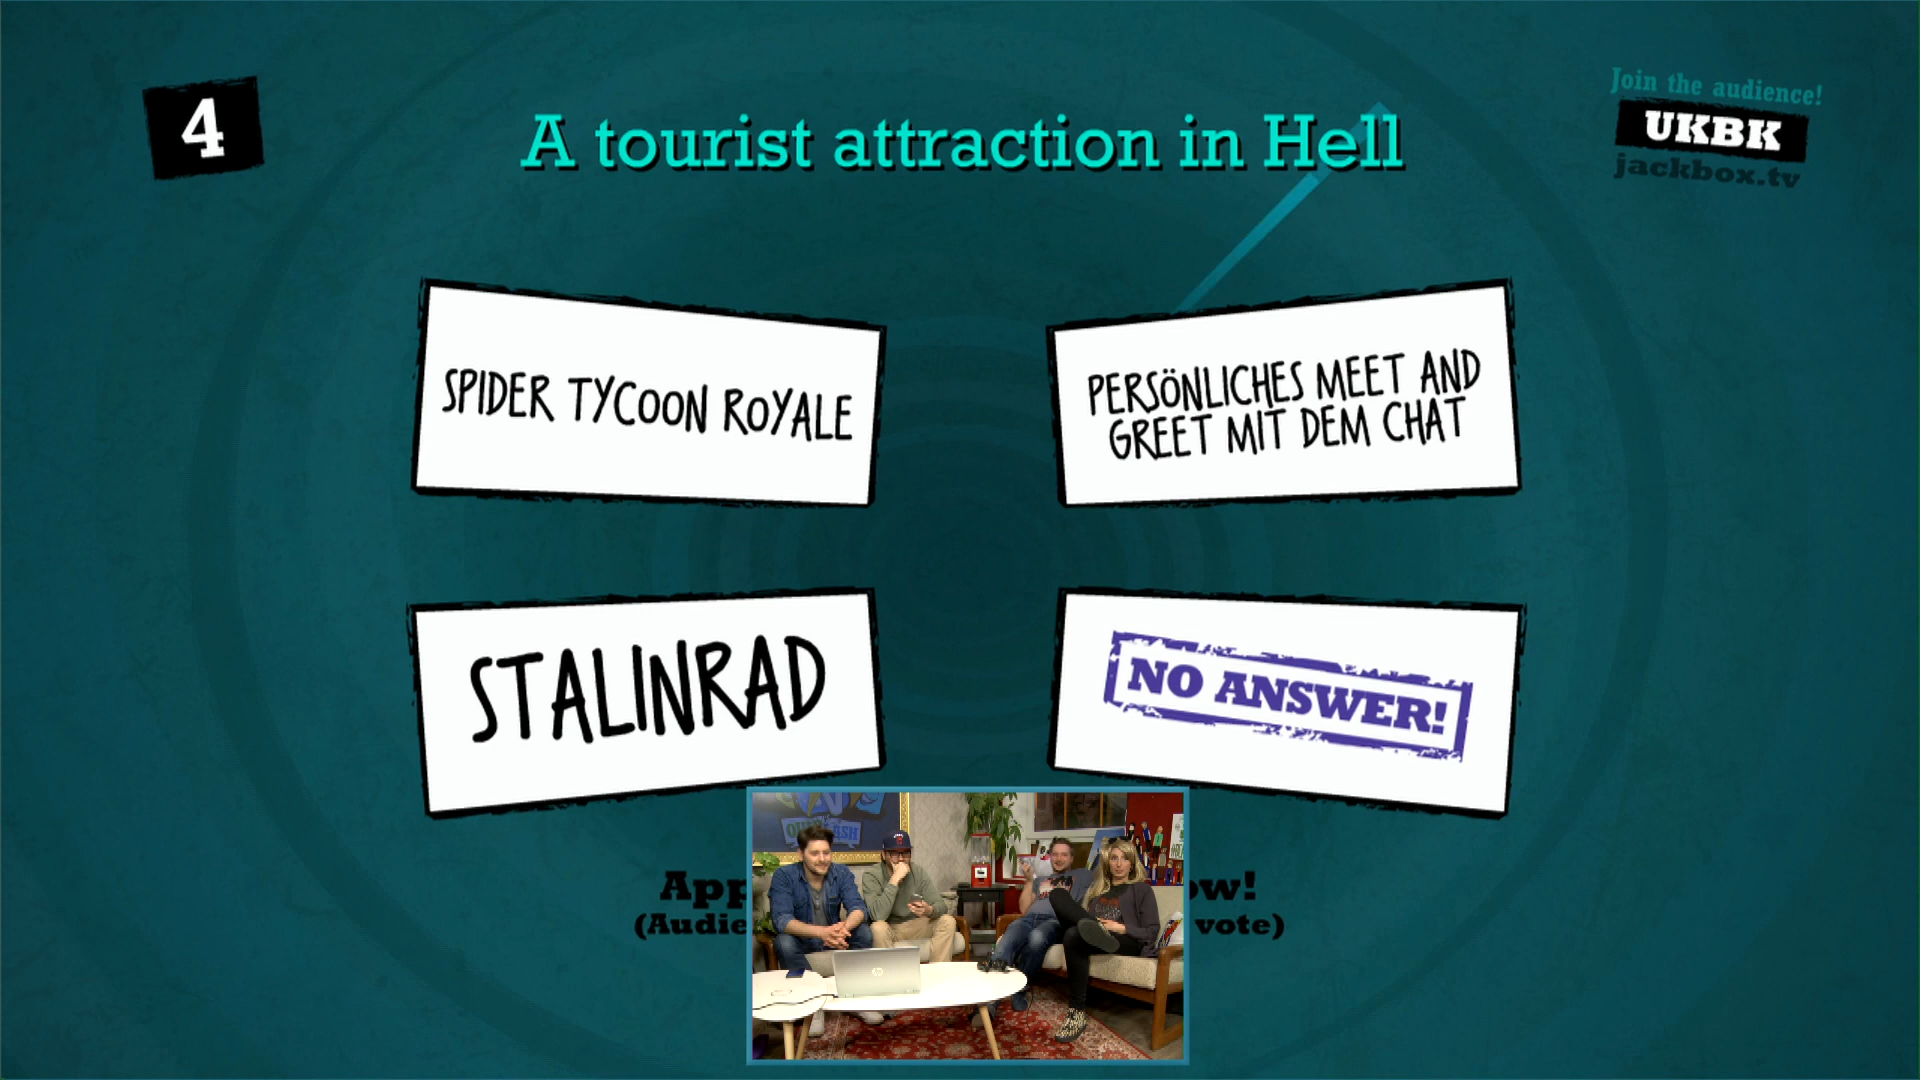 4
A tourist attraction in Hell
Join the audience!
UKBK
jackbox.tv
SPIDER TYCOON ROYALE
PERSÖNLICHES MEET AND
GREET MIT DEM CHAT
STALINRAD
NO ANSWER!
(Audie
vote)
hp